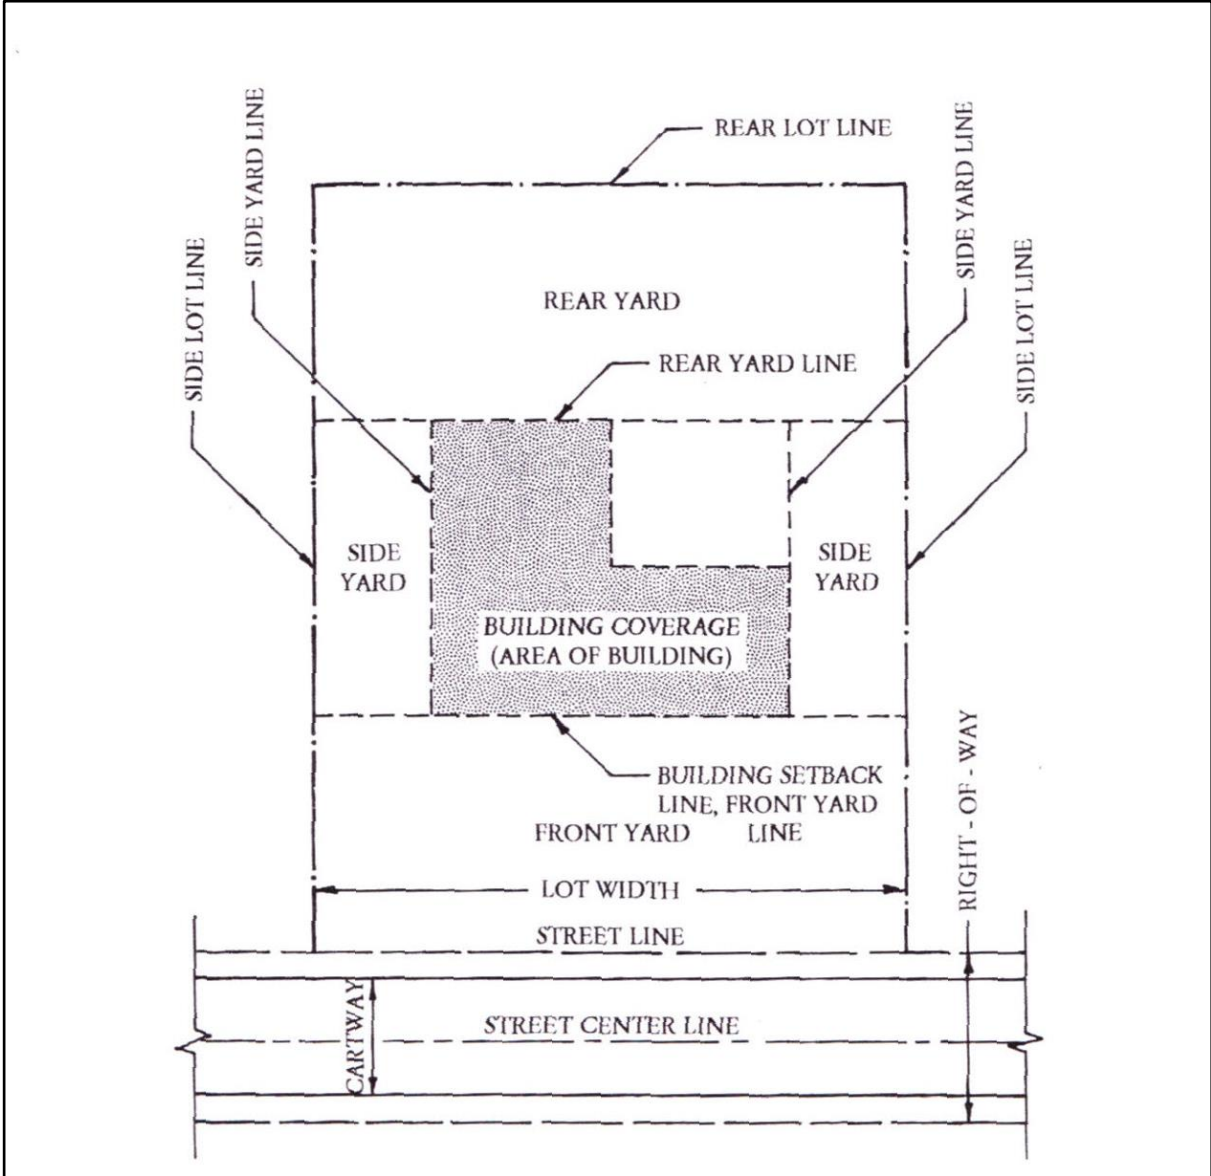 REAR LOT LINE
SIDE YARD LINE
SIDE YARD LINE
SIDE LOT LINE
SIDE LOT LINE
REAR YARD
REAR YARD LINE
SIDE
YARD
SIDE
YARD
BUILDING COVERAGE
(AREA OF BUILDING)
BUILDING SETBACK
LINE, FRONT YARD
LINE
FRONT YARD
RIGHT - OF - WAY
LOT WIDTH
STREET LINE
CARTWAY
STREET CENTER LINE